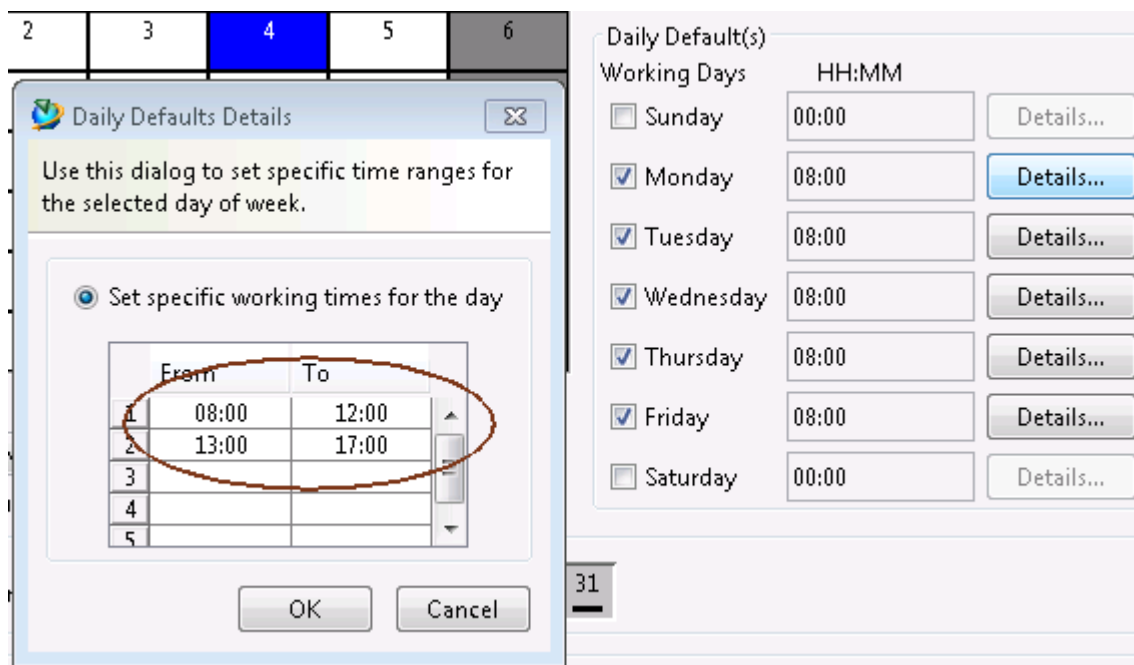 2 3 4 5 6
Daily Defaults Details
Use this dialog to set specific time ranges for
the selected day of week.
Set specific working times for the day
From To
1 08:00 12:00
2 13:00 17:00
3
4
5
OK Cancel
31
Daily Default(s)
Working Days HH:MM
Sunday 00:00 Details...
Monday 08:00 Details...
Tuesday 08:00 Details...
Wednesday 08:00 Details...
Thursday 08:00 Details...
Friday 08:00 Details...
Saturday 00:00 Details...